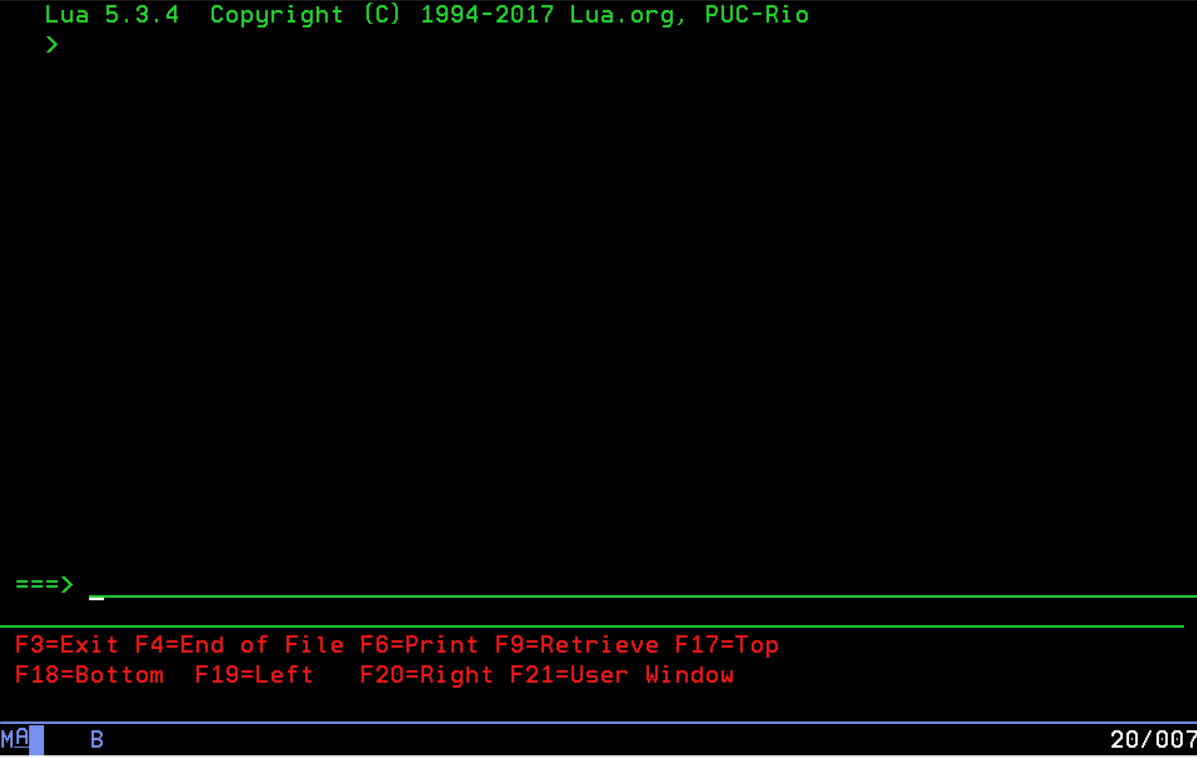 Lua 5.3.4  Copyright (C) 1994-2017 Lua.org, PUC-Rio
>
===>
F3=Exit F4=End of File F6=Print F9=Retrieve F17=Top
F18=Bottom  F19=Left   F20=Right F21=User Window
MA    B    20/007